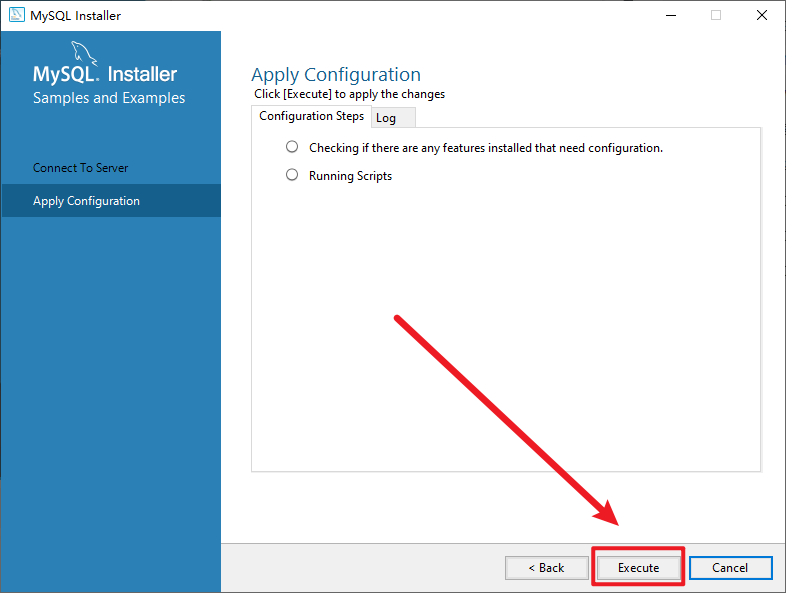 MySQL Installer
MySQL. Installer
Samples and Examples
Connect To Server
Apply Configuration
Apply Configuration
Click [Execute] to apply the changes
Configuration Steps
Log
Checking if there are any features installed that need configuration.
Running Scripts
< Back
Execute
Cancel